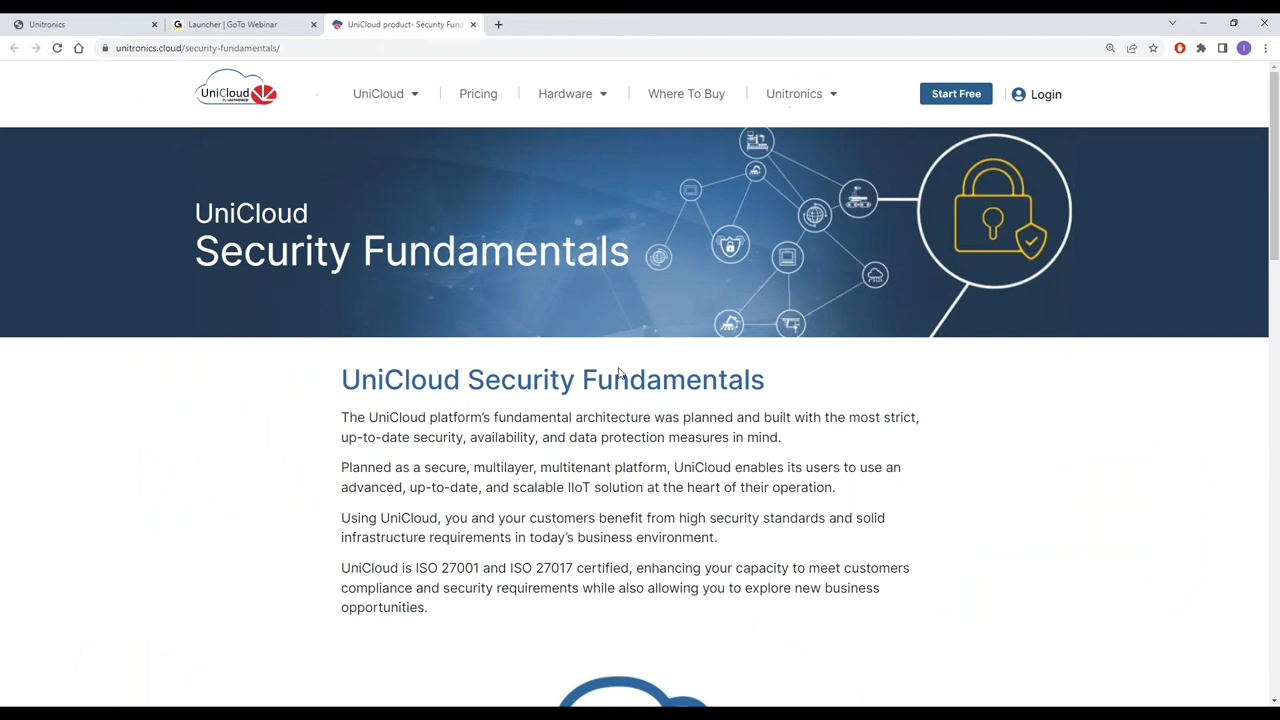 Unitronics
Launcher | GoTo Webinar
UniCloud product- Security Fund
unitronics.cloud/security-fundamentals/
UniCloud
Pricing
Hardware
Where To Buy
Unitronics
Start Free
Login
UniCloud
UniCloud
Security Fundamentals
UniCloud Security Fundamentals
The UniCloud platform’s fundamental architecture was planned and built with the most strict,
up-to-date security, availability, and data protection measures in mind.
Planned as a secure, multilayer, multitenant platform, UniCloud enables its users to use an
advanced, up-to-date, and scalable IIoT solution at the heart of their operation.
Using UniCloud, you and your customers benefit from high security standards and solid
infrastructure requirements in today’s business environment.
UniCloud is ISO 27001 and ISO 27017 certified, enhancing your capacity to meet customers
compliance and security requirements while also allowing you to explore new business
opportunities.